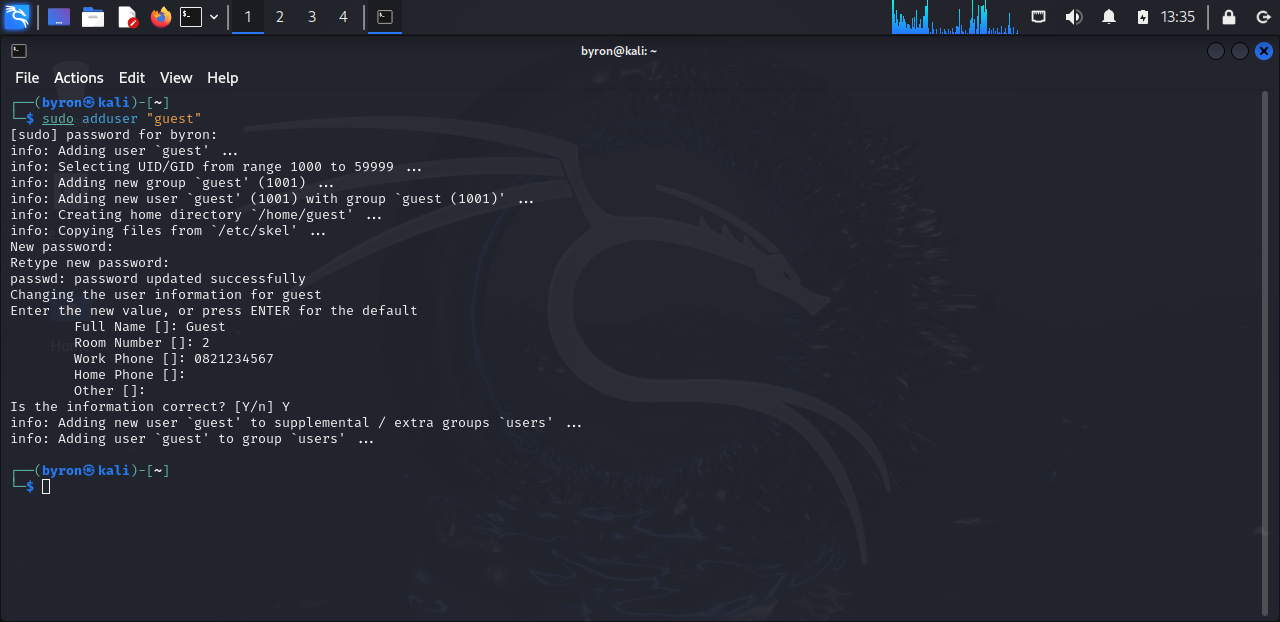 1 2 3 4 13:35
byron@kali: ~
File Actions Edit View Help
┌──(byron㉿kali)-[~]
└─$ sudo adduser "guest"
[sudo] password for byron:
info: Adding user `guest' ...
info: Selecting UID/GID from range 1000 to 59999 ...
info: Adding new group `guest' (1001) ...
info: Adding new user `guest' (1001) with group `guest (1001)' ...
info: Creating home directory `/home/guest' ...
info: Copying files from `/etc/skel' ...
New password:
Retype new password:
passwd: password updated successfully
Changing the user information for guest
Enter the new value, or press ENTER for the default
        Full Name []: Guest
        Room Number []: 2
        Work Phone []: 0821234567
        Home Phone []:
        Other []:
Is the information correct? [Y/n] Y
info: Adding new user `guest' to supplemental / extra groups `users' ...
info: Adding user `guest' to group `users' ...
┌──(byron㉿kali)-[~]
└─$